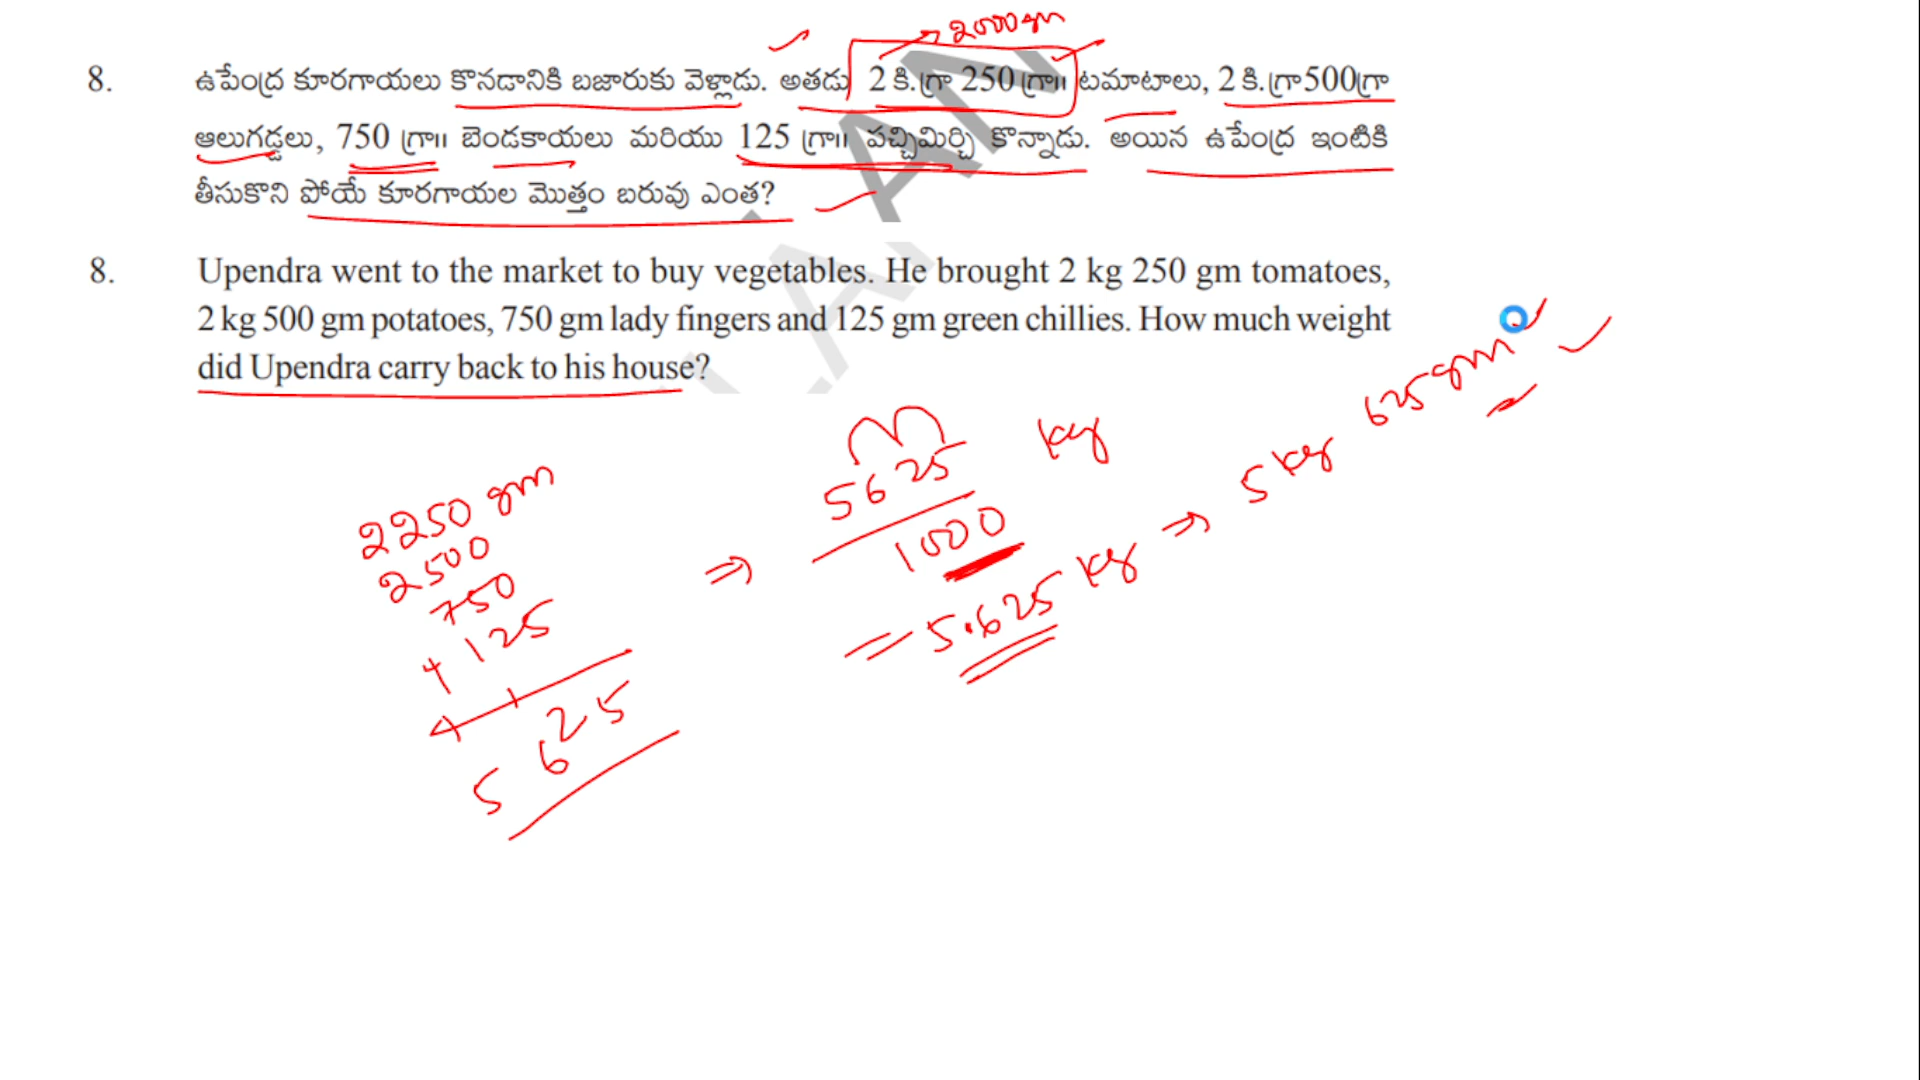 2000gm
8. ఉపేంద్ర కూరగాయలు కొనడానికి బజారుకు వెళ్లాడు. అతడు 2 కి.గ్రా 250 గ్రా॥ టమాటాలు, 2 కి.గ్రా500గ్రా
ఆలుగడ్డలు, 750 గ్రా॥ బెండకాయలు మరియు 125 గ్రా॥ పచ్చిమిర్చి కొన్నాడు. అయిన ఉపేంద్ర ఇంటికి
తీసుకొని పోయే కూరగాయల మొత్తం బరువు ఎంత?
8. Upendra went to the market to buy vegetables. He brought 2 kg 250 gm tomatoes,
2 kg 500 gm potatoes, 750 gm lady fingers and 125 gm green chillies. How much weight
did Upendra carry back to his house?
2250 gm
2500
750
+ 125
5625
⇒ 5625 kg
1000
= 5.625 kg ⇒ 5 kg 625 gm